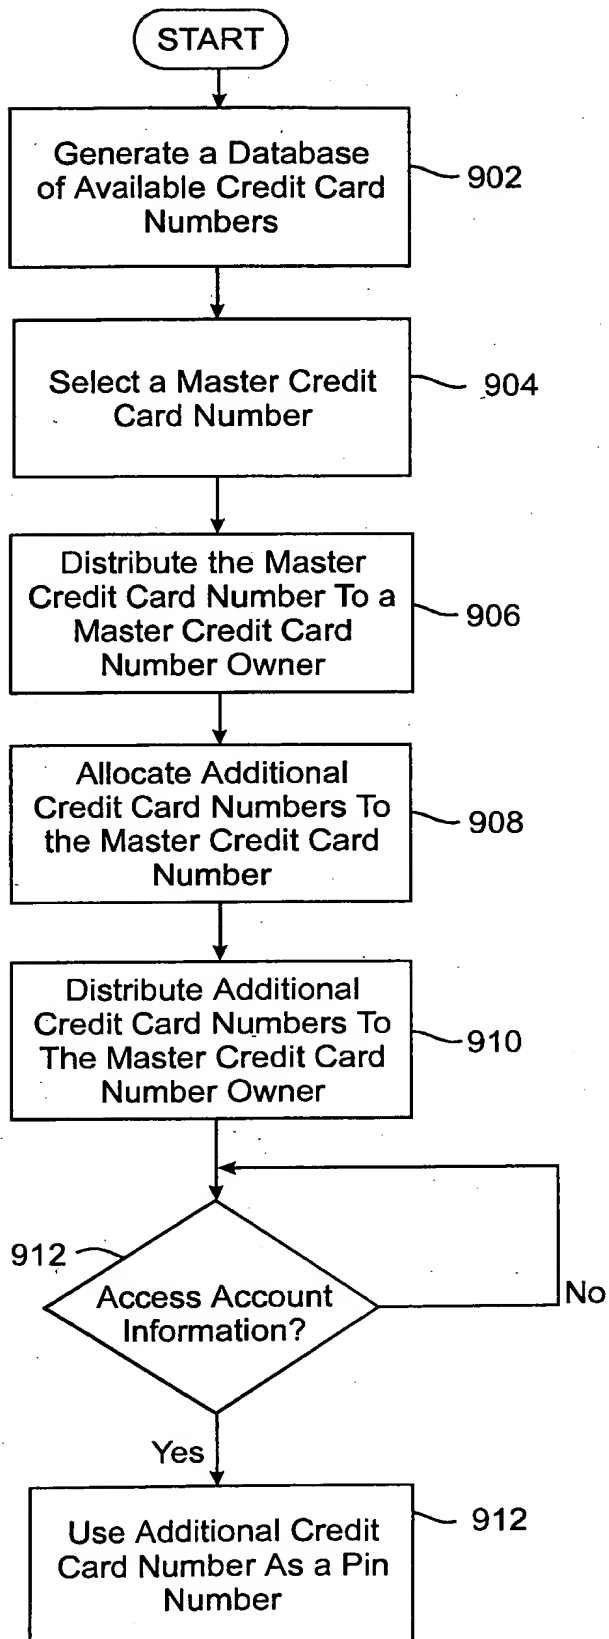 START
Generate a Database
of Available Credit Card
Numbers
902
Select a Master Credit
Card Number
904
Distribute the Master
Credit Card Number To a
Master Credit Card
Number Owner
906
Allocate Additional
Credit Card Numbers To
the Master Credit Card
Number
908
Distribute Additional
Credit Card Numbers To
The Master Credit Card
Number Owner
910
912
Access Account
Information?
No
Yes
Use Additional Credit
Card Number As a Pin
Number
912